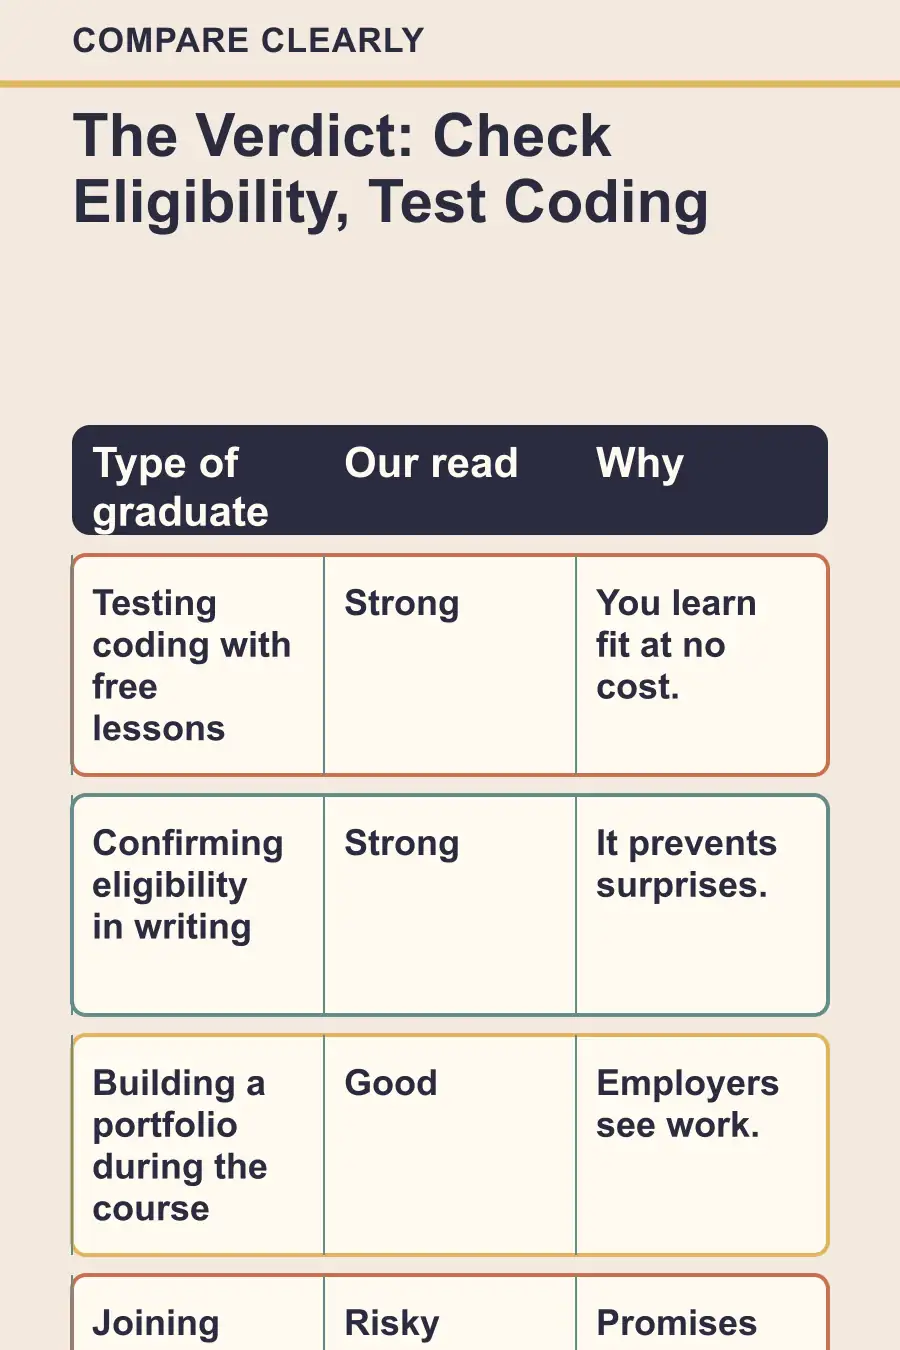 COMPARE CLEARLY
The Verdict: Check
Eligibility, Test Coding
Type of
graduate
Our read
Why
Testing
coding with
free
lessons
Strong
You learn
fit at no
cost.
Confirming
eligibility
in writing
Strong
It prevents
surprises.
Building a
portfolio
during the
course
Good
Employers
see work.
Joining
Risky
Promises